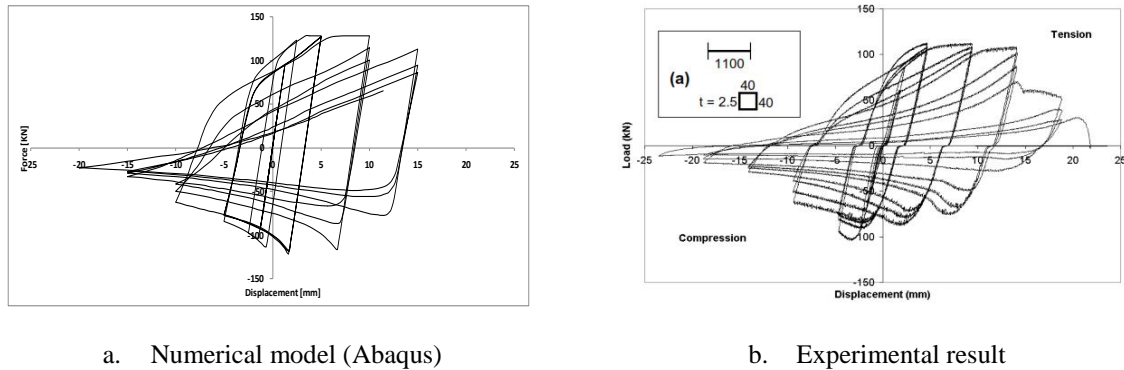 150
100
50
0
-50
-100
-150
-25 -20 -15 -10 -5 0 5 10 15 20 25
Force [KN]
Displacement [mm]
150
100
50
0
-50
-100
-150
-25 -20 -15 -10 -5 0 5 10 15 20 25
Load (kN)
Displacement (mm)
Tension
Compression
(a)
1100
40
t = 2.5 40
a. Numerical model (Abaqus)
b. Experimental result